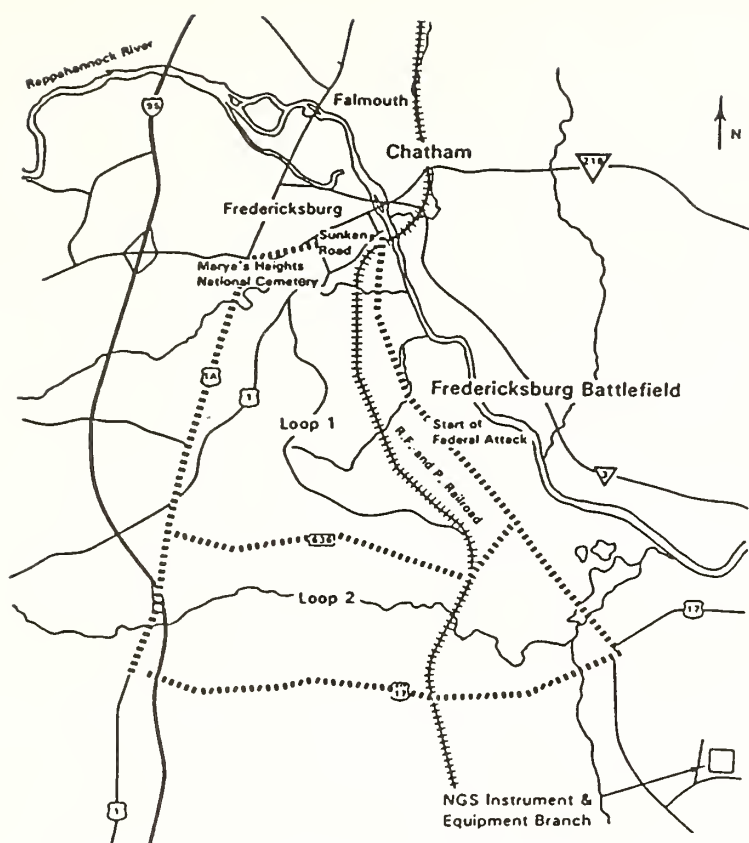 Rappahannock River
95
Falmouth
N
Chatham
218
Fredericksburg
Sunken
Road
Marye's Heights
National Cemetery
1A
1
Loop 1
Fredericksburg Battlefield
Start of
Federal Attack
R.F. and P. Railroad
3
636
Loop 2
17
17
NGS Instrument &
Equipment Branch
1